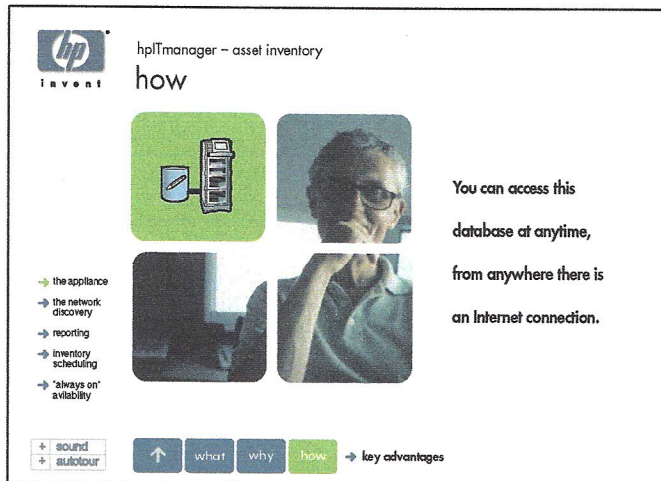 hp
invent
hpITmanager – asset inventory
how
You can access this
database at anytime,
from anywhere there is
an Internet connection.
the appliance
the network
discovery
reporting
inventory
scheduling
"always on"
avilability
+ sound
+ autotour
what why how key advantages